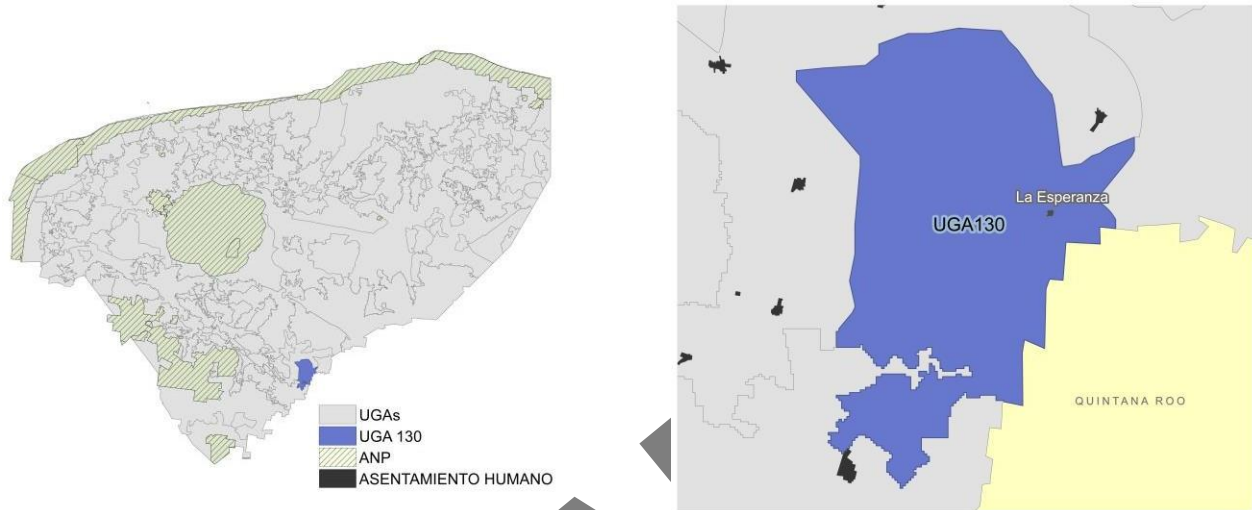 UGAs
UGA 130
ANP
ASENTAMIENTO HUMANO
La Esperanza
UGA130
QUINTANA ROO